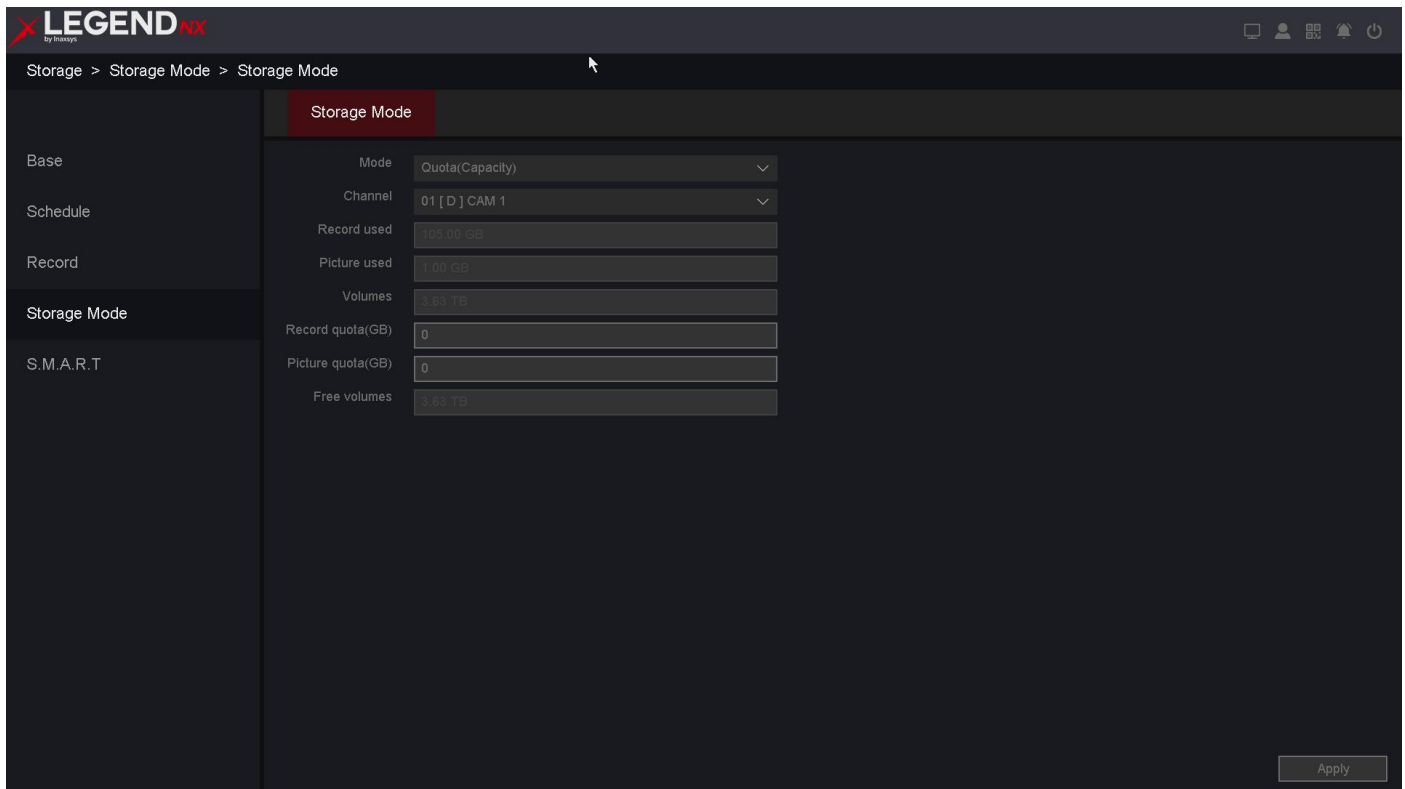 LEGEND NX
by Inaxsys
Storage > Storage Mode > Storage Mode
Storage Mode
Base
Schedule
Record
Storage Mode
S.M.A.R.T
Mode Quota(Capacity)
Channel 01 [ D ] CAM 1
Record used 105.00 GB
Picture used 1.00 GB
Volumes 3.63 TB
Record quota(GB) 0
Picture quota(GB) 0
Free volumes 3.63 TB
Apply